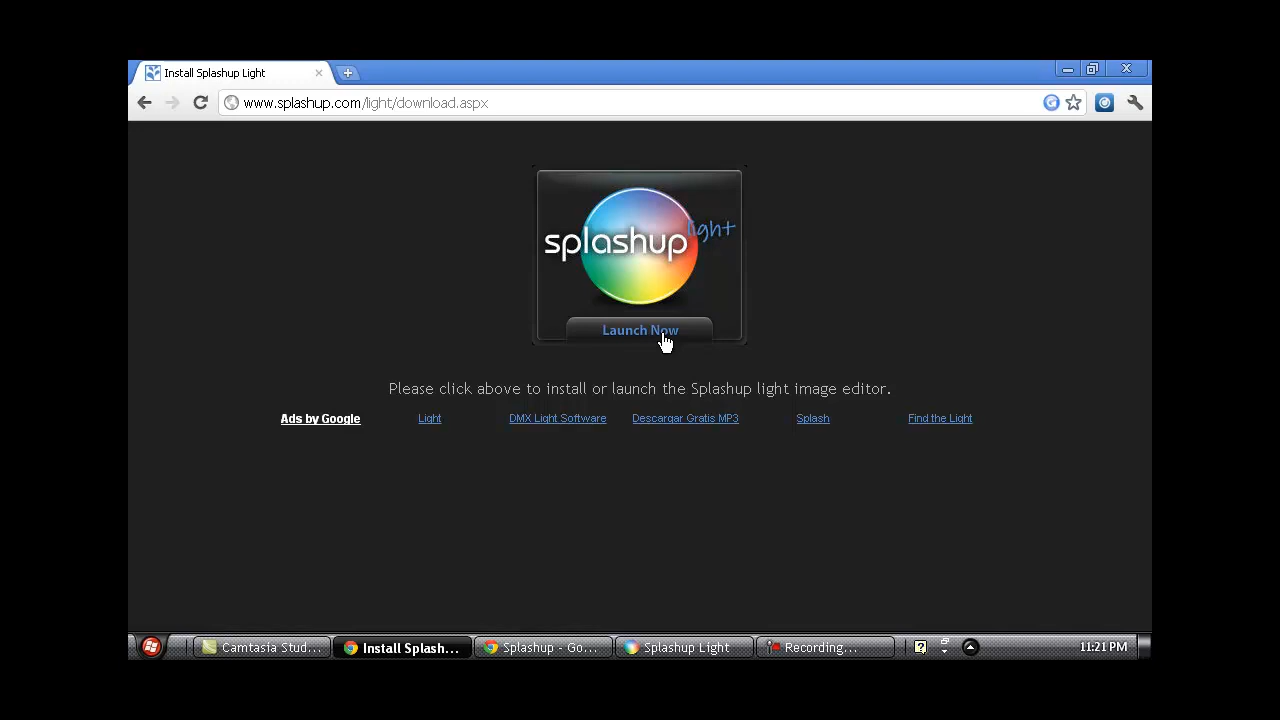 Install Splashup Light
www.splashup.com/light/download.aspx
splashup light
Launch Now
Please click above to install or launch the Splashup light image editor.
Ads by Google Light DMX Light Software Descargar Gratis MP3 Splash Find the Light
Camtasia Stud... Install Splash... Splashup - Go... Splashup Light Recording... 11:21 PM